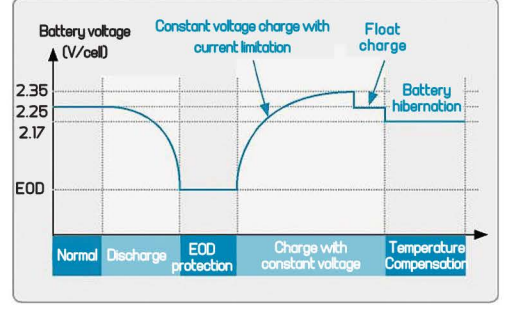 Battery voltage
(V/cell)
Constant voltage charge with
current limitation
Float
charge
Battery
hibernation
2.35
2.25
2.17
EOD
Normal
Discharge
EOD
protection
Charge with
constant voltage
Temperature
Compensation